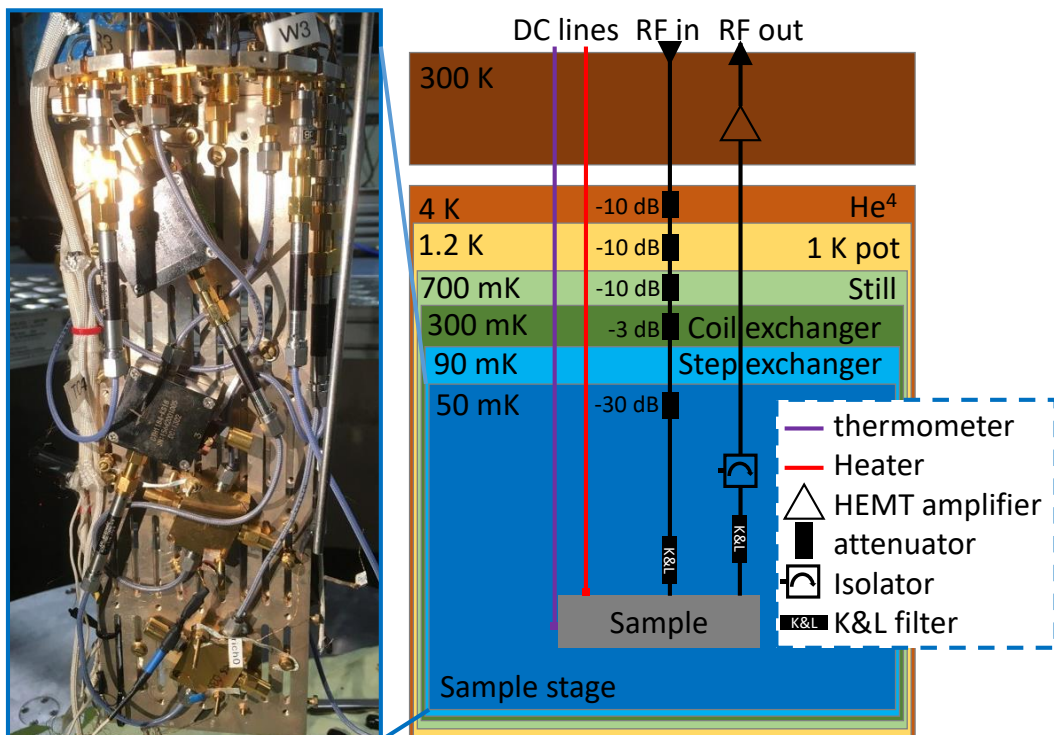 W3
DC lines RF in RF out
300 K
4 K -10 dB He⁴
1.2 K -10 dB 1 K pot
700 mK -10 dB Still
300 mK -3 dB Coil exchanger
90 mK Step exchanger
50 mK -30 dB
thermometer
Heater
HEMT amplifier
attenuator
Isolator
K&L K&L filter
K&L
K&L
Sample
Sample stage